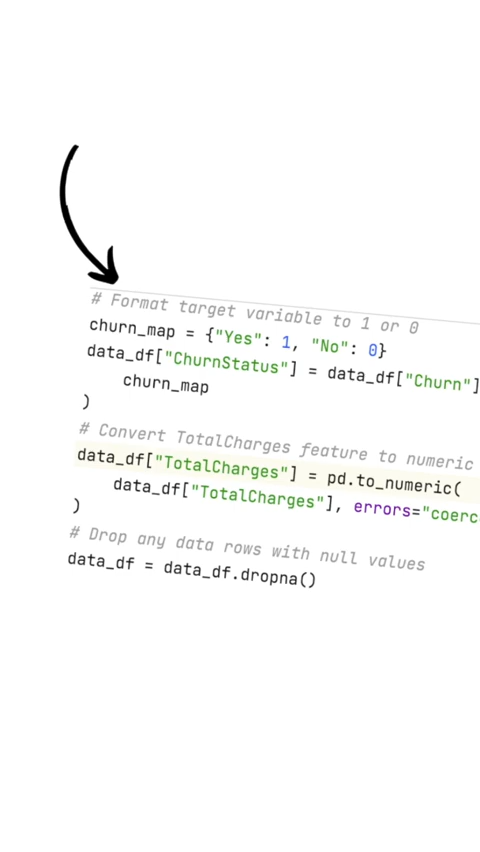 # Format target variable to 1 or 0
churn_map = {"Yes": 1, "No": 0}
data_df["ChurnStatus"] = data_df["Churn"]
churn_map
)
# Convert TotalCharges feature to numeric
data_df["TotalCharges"] = pd.to_numeric(
data_df["TotalCharges"], errors="coerc
)
# Drop any data rows with null values
data_df = data_df.dropna()